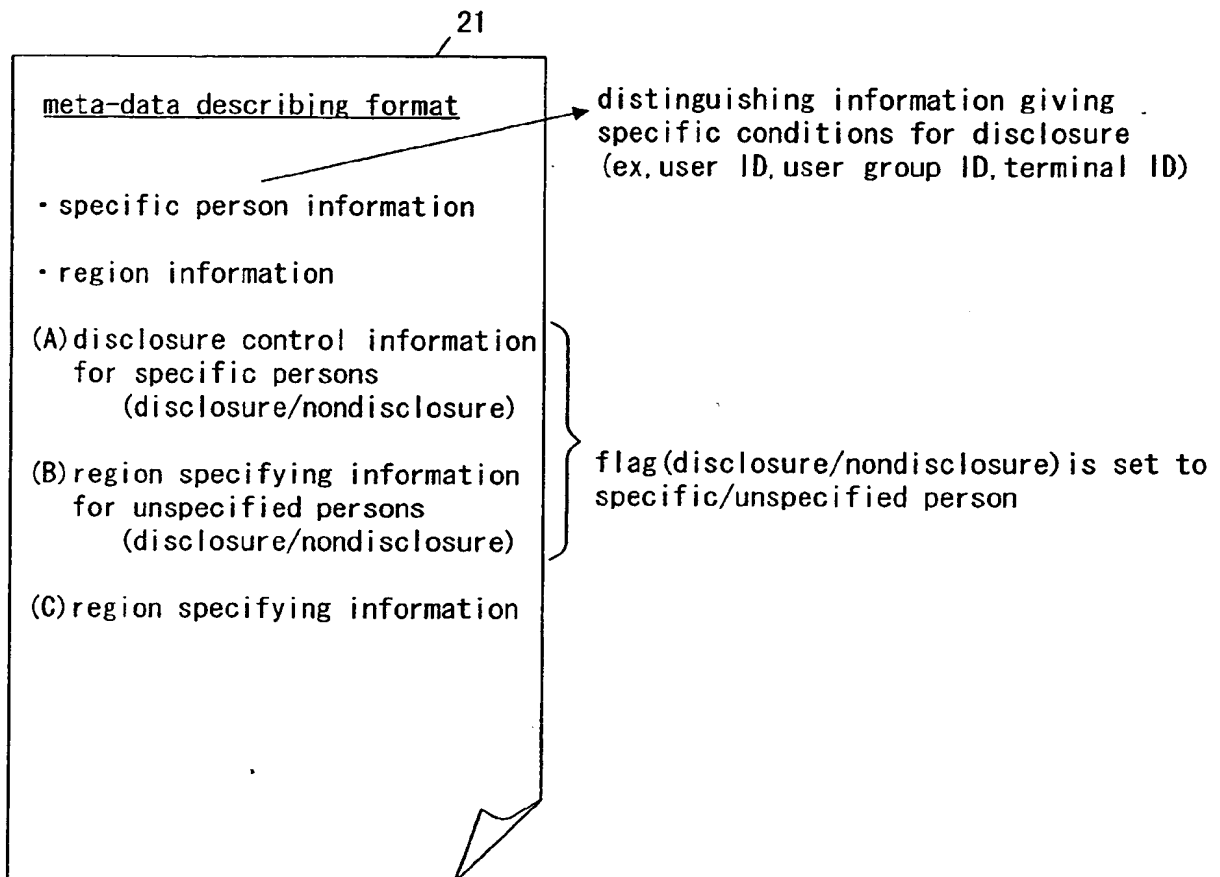 21
meta-data describing format
distinguishing information giving
specific conditions for disclosure
(ex, user ID, user group ID, terminal ID)
・specific person information
・region information
(A)disclosure control information
for specific persons
(disclosure/nondisclosure)
(B)region specifying information
for unspecified persons
(disclosure/nondisclosure)
flag(disclosure/nondisclosure)is set to
specific/unspecified person
(C)region specifying information